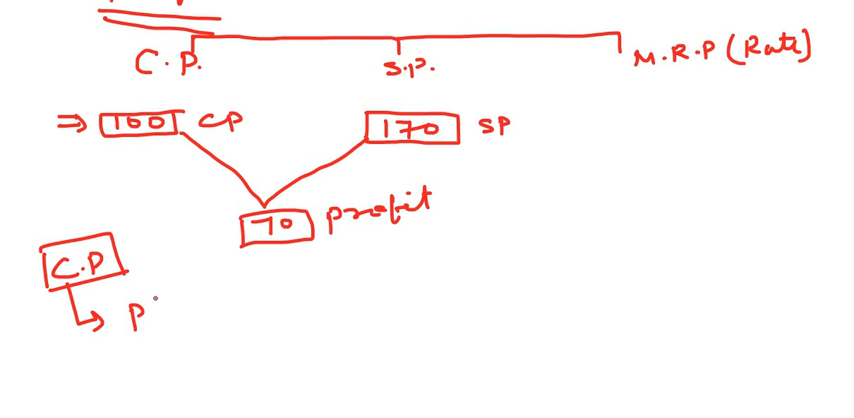 C.P. S.P. M.R.P (Rate)
⇒ 100 CP 170 SP
70 profit
C.P
↳ P